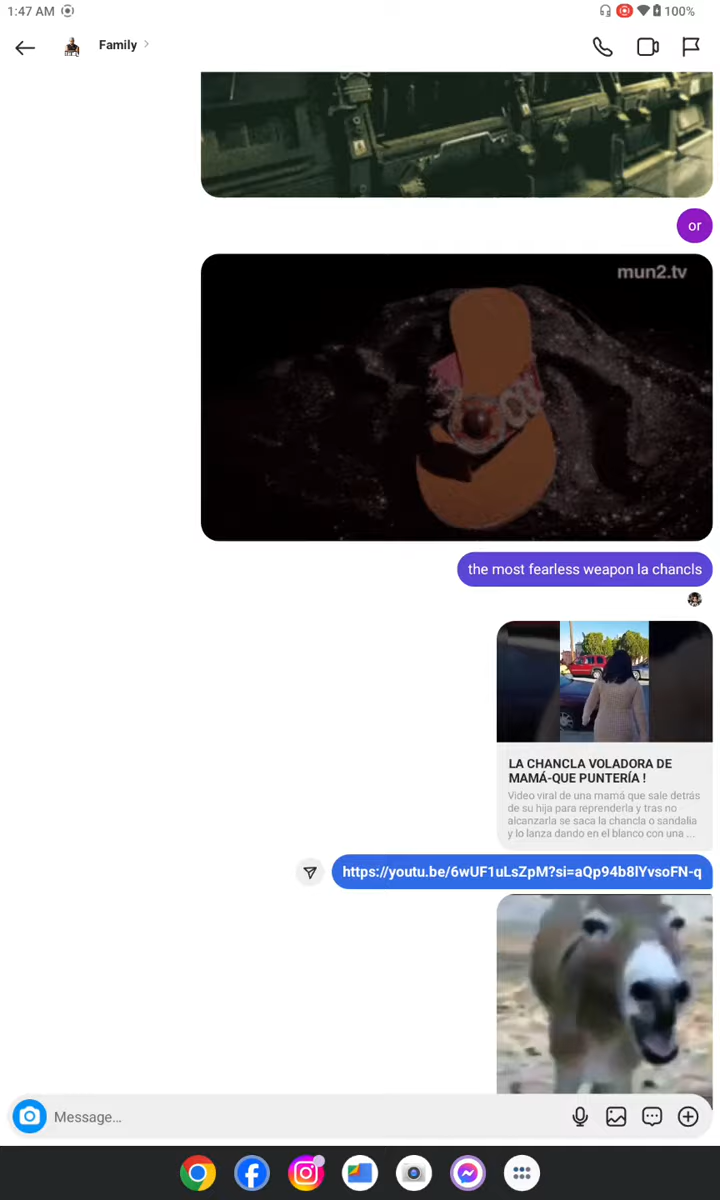 1:47 AM
100%
Family
or
mun2.tv
the most fearless weapon la chancls
LA CHANCLA VOLADORA DE
MAMÁ-QUE PUNTERÍA !
Video viral de una mamá que sale detrás
de su hija para reprenderla y tras no
alcanzarla se saca la chancla o sandalia
y lo lanza dando en el blanco con una ...
https://youtu.be/6wUF1uLsZpM?si=aQp94b8lYvsoFN-q
Message...